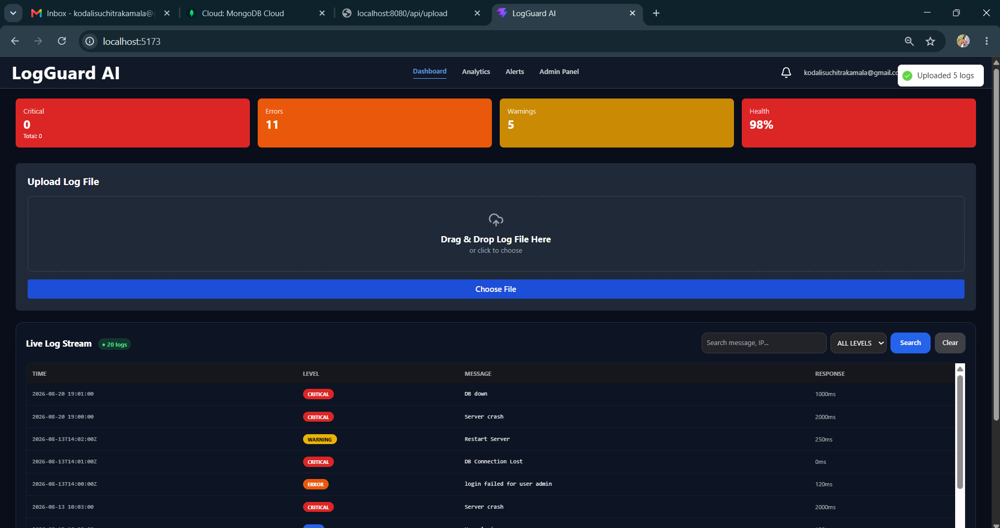 Inbox - kodalisuchitrakamala@g
Cloud: MongoDB Cloud
localhost:8080/api/upload
LogGuard AI
localhost:5173
LogGuard AI
Dashboard
Analytics
Alerts
Admin Panel
kodalisuchitrakamala@gmail.co
Uploaded 5 logs
Critical
0
Total: 0
Errors
11
Warnings
5
Health
98%
Upload Log File
Drag & Drop Log File Here
or click to choose
Choose File
Live Log Stream
● 20 logs
Search message, IP...
ALL LEVELS
Search
Clear
TIME LEVEL MESSAGE RESPONSE
2026-08-20 19:01:00 CRITICAL DB down 1000ms
2026-08-20 19:00:00 CRITICAL Server crash 2000ms
2026-08-13T14:02:00Z WARNING Restart Server 250ms
2026-08-13T14:01:00Z CRITICAL DB Connection Lost 0ms
2026-08-13T14:00:00Z ERROR login failed for user admin 120ms
2026-08-13 10:03:00 CRITICAL Server crash 2000ms